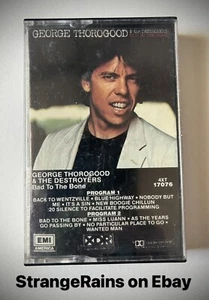 GEORGE THOROGOOD & THE DESTROYERS
GEORGE THOROGOOD
& THE DESTROYERS
Bad To The Bone
4XT
17076
PROGRAM 1
BACK TO WENTZVILLE • BLUE HIGHWAY • NOBODY BUT
ME • IT'S A SIN • NEW BOOGIE CHILLUN
20 SILENCE TO FACILITATE PROGRAMMING
PROGRAM 2
BAD TO THE BONE • MISS LUANN • AS THE YEARS
GO PASSING BY • NO PARTICULAR PLACE TO GO •
WANTED MAN
EMI
AMERICA
XDR
StrangeRains on Ebay